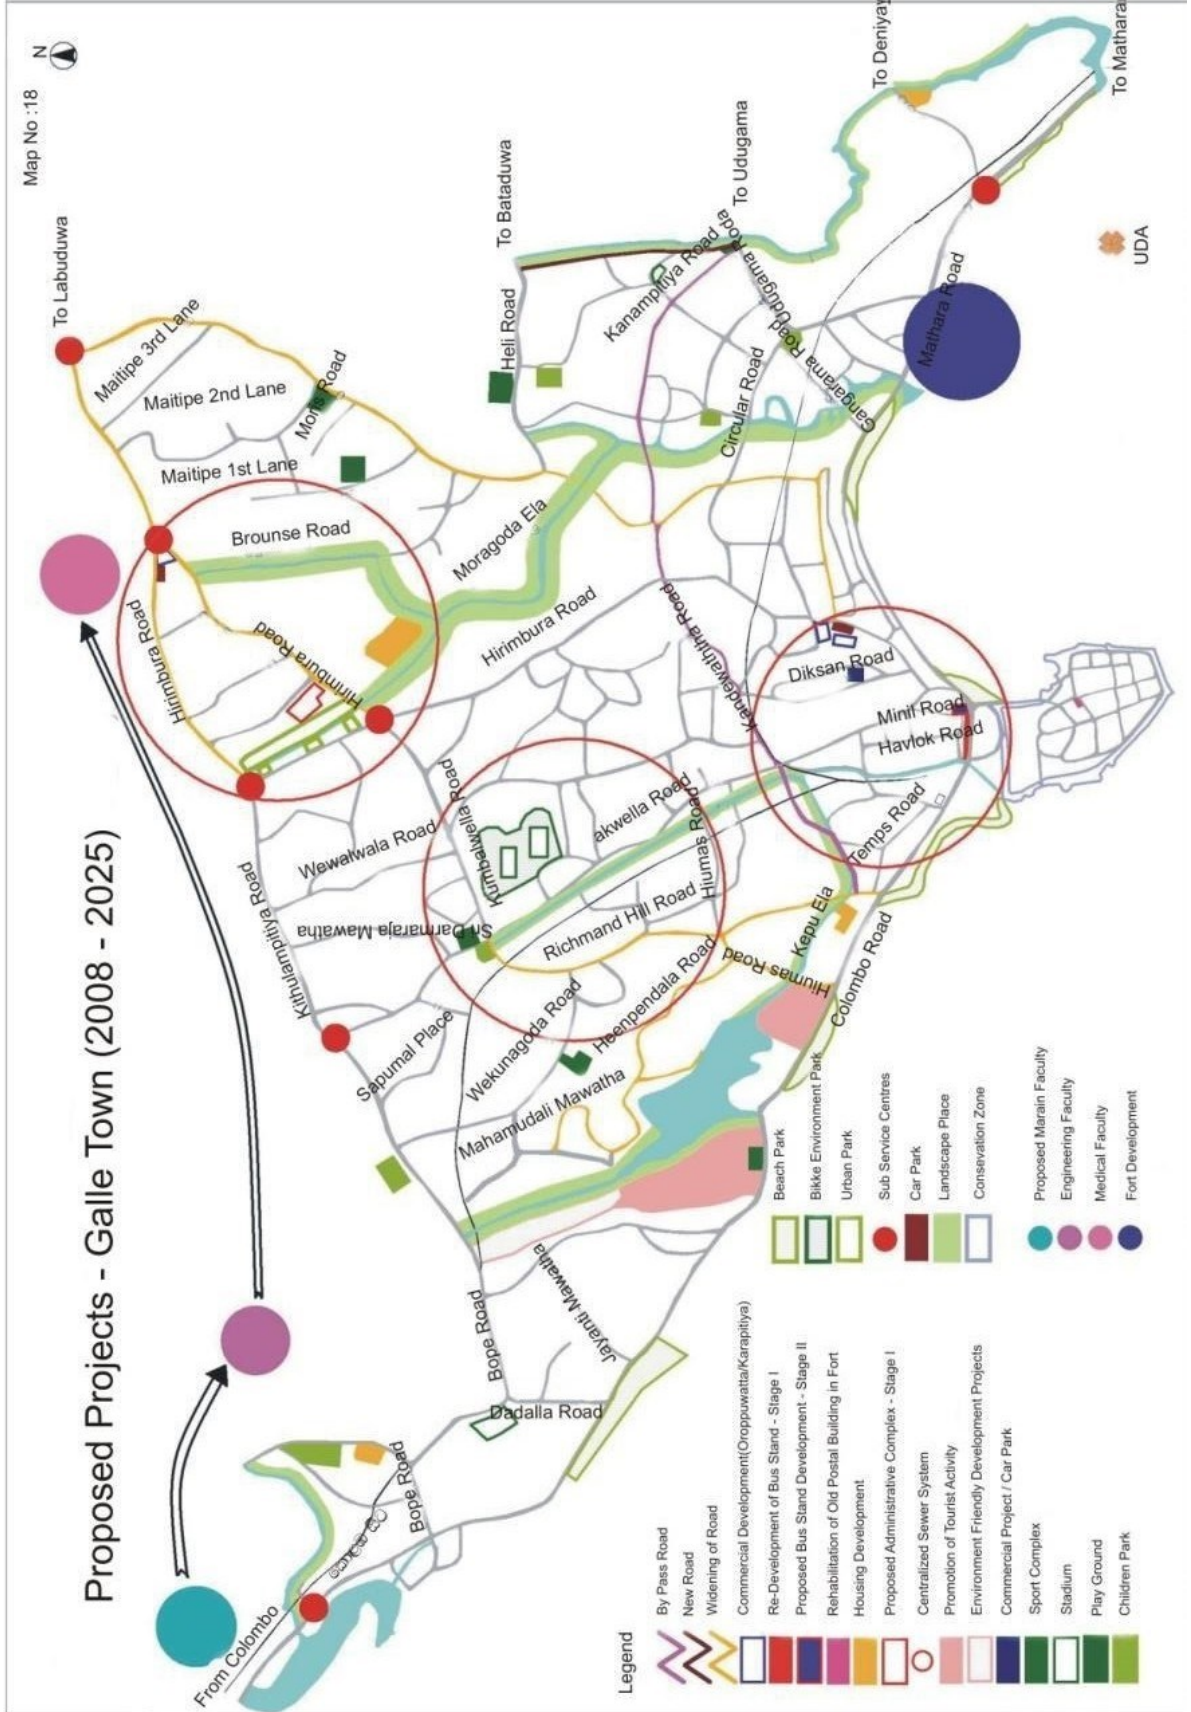 Map No :18
N
Proposed Projects - Galle Town (2008 - 2025)
To Labuduwa
Maitipe 3rd Lane
Maitipe 2nd Lane
Moris Road
Maitipe 1st Lane
Brounse Road
Hirimbura Road
Hirimbura Road
Moragoda Ela
Hirimbura Road
Heli Road
To Bataduwa
Kanampitiya Road
To Udugama
Udugama Roda
Circular Road
Gangarama Road
Mathara Road
To Deniyay
To Mathara
UDA
Kandewaththa Road
Diksan Road
Minil Road
Havlok Road
Temps Road
Kithulampitiya Road
Wewalwala Road
Kumbalwella Road
akwella Road
Sri Darmaraja Mawatha
Richmand Hill Road
Hiumas Road
Sapumal Place
Wekunagoda Road
Heenpendala Road
Hiumas Road
Kepu Ela
Colombo Road
Mahamudali Mawatha
Jayanti Mawatha
Bope Road
Dadalla Road
Bope Road
From Colombo
Legend
By Pass Road
New Road
Widening of Road
Commercial Development(Oroppuwatta/Karapitiya)
Re-Development of Bus Stand - Stage I
Proposed Bus Stand Development - Stage II
Rehabilitation of Old Postal Building in Fort
Housing Development
Proposed Administrative Complex - Stage I
Centralized Sewer System
Promotion of Tourist Activity
Environment Friendly Development Projects
Commercial Project / Car Park
Sport Complex
Stadium
Play Ground
Children Park
Beach Park
Bikke Environment Park
Urban Park
Sub Service Centres
Car Park
Landscape Place
Consevation Zone
Proposed Marain Faculty
Engineering Faculty
Medical Faculty
Fort Development